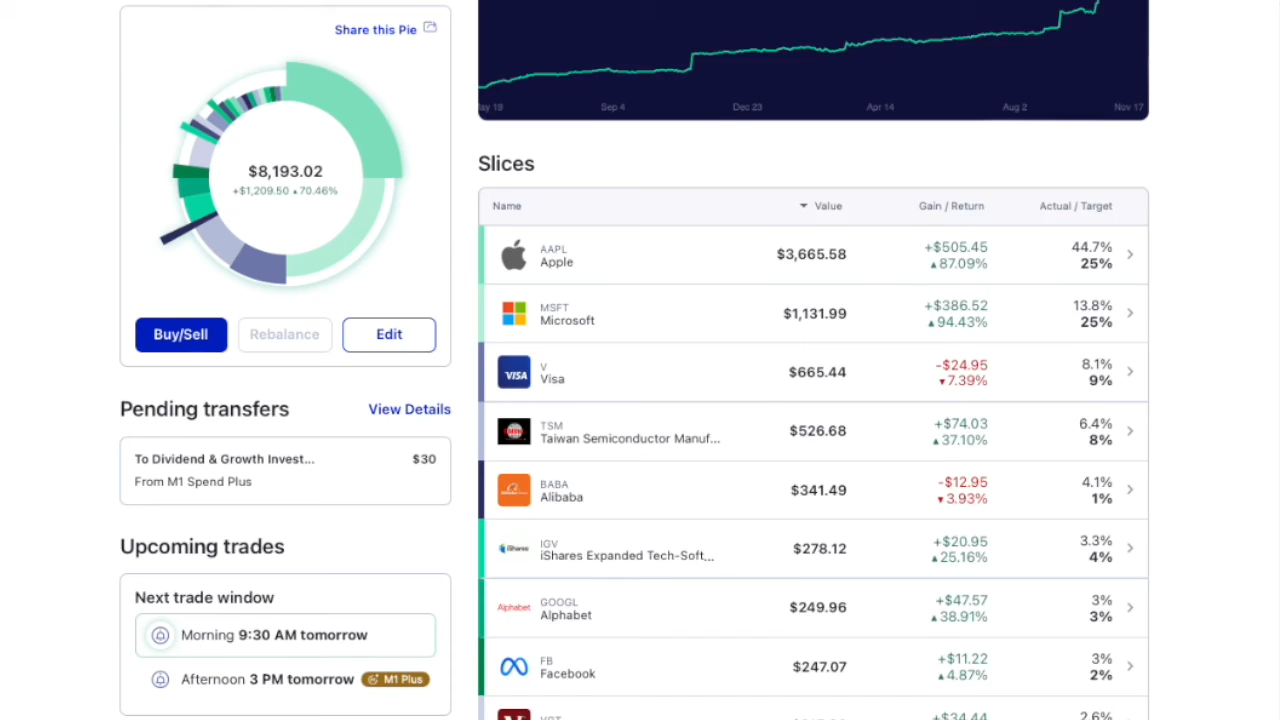 Share this Pie
$8,193.02
+$1,209.50 ▲70.46%
Buy/Sell
Rebalance
Edit
Pending transfers
View Details
To Dividend & Growth Invest...
$30
From M1 Spend Plus
Upcoming trades
Next trade window
Morning 9:30 AM tomorrow
Afternoon 3 PM tomorrow
M1 Plus
ay 19
Sep 4
Dec 23
Apr 14
Aug 2
Nov 17
Slices
Name
Value
Gain / Return
Actual / Target
AAPL
Apple
$3,665.58
+$505.45
▲87.09%
44.7%
25%
MSFT
Microsoft
$1,131.99
+$386.52
▲94.43%
13.8%
25%
VISA
V
Visa
$665.44
-$24.95
▼7.39%
8.1%
9%
TSM
Taiwan Semiconductor Manuf...
$526.68
+$74.03
▲37.10%
6.4%
8%
BABA
Alibaba
$341.49
-$12.95
▼3.93%
4.1%
1%
iShares
IGV
iShares Expanded Tech-Soft...
$278.12
+$20.95
▲25.16%
3.3%
4%
Alphabet
GOOGL
Alphabet
$249.96
+$47.57
▲38.91%
3%
3%
FB
Facebook
$247.07
+$11.22
▲4.87%
3%
2%
+$34.44
2.6%